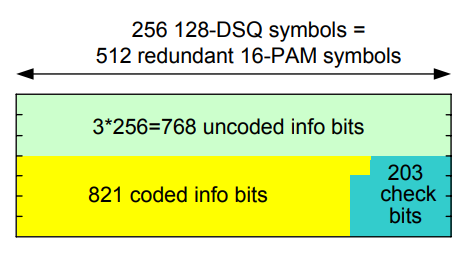 256 128-DSQ symbols =
512 redundant 16-PAM symbols
3*256=768 uncoded info bits
821 coded info bits
203
check
bits